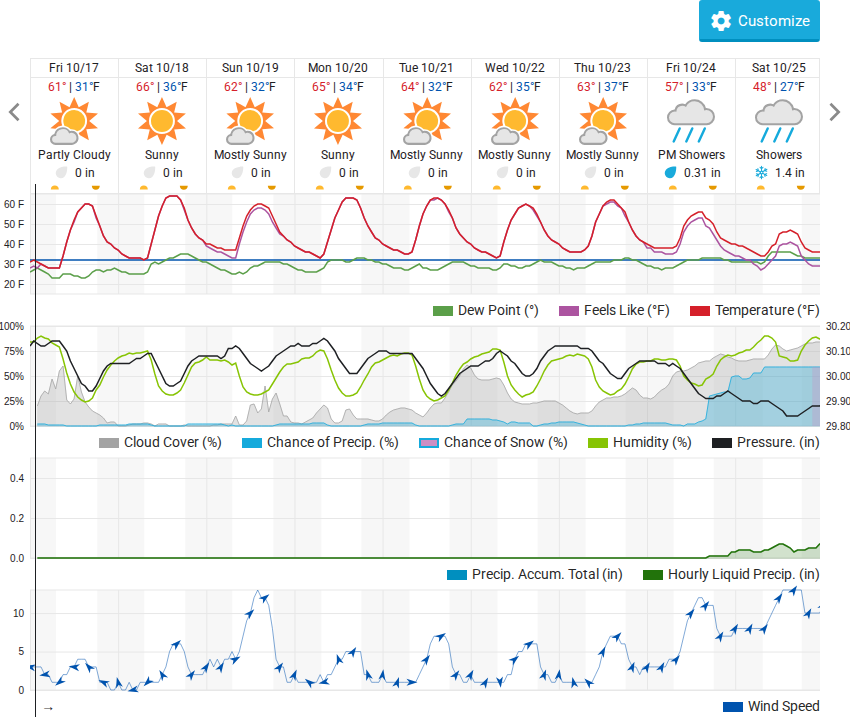 Customize
Fri 10/17 Sat 10/18 Sun 10/19 Mon 10/20 Tue 10/21 Wed 10/22 Thu 10/23 Fri 10/24 Sat 10/25
61° | 31°F 66° | 36°F 62° | 32°F 65° | 34°F 64° | 32°F 62° | 35°F 63° | 37°F 57° | 33°F 48° | 27°F
Partly Cloudy Sunny Mostly Sunny Sunny Mostly Sunny Mostly Sunny Mostly Sunny PM Showers Showers
0 in 0 in 0 in 0 in 0 in 0 in 0 in 0.31 in 1.4 in
60 F
50 F
40 F
30 F
20 F
Dew Point (°) Feels Like (°F) Temperature (°F)
100% 30.20
75% 30.10
50% 30.00
25% 29.90
0% 29.80
Cloud Cover (%) Chance of Precip. (%) Chance of Snow (%) Humidity (%) Pressure. (in)
0.4
0.2
0.0
Precip. Accum. Total (in) Hourly Liquid Precip. (in)
10
5
0
→ Wind Speed